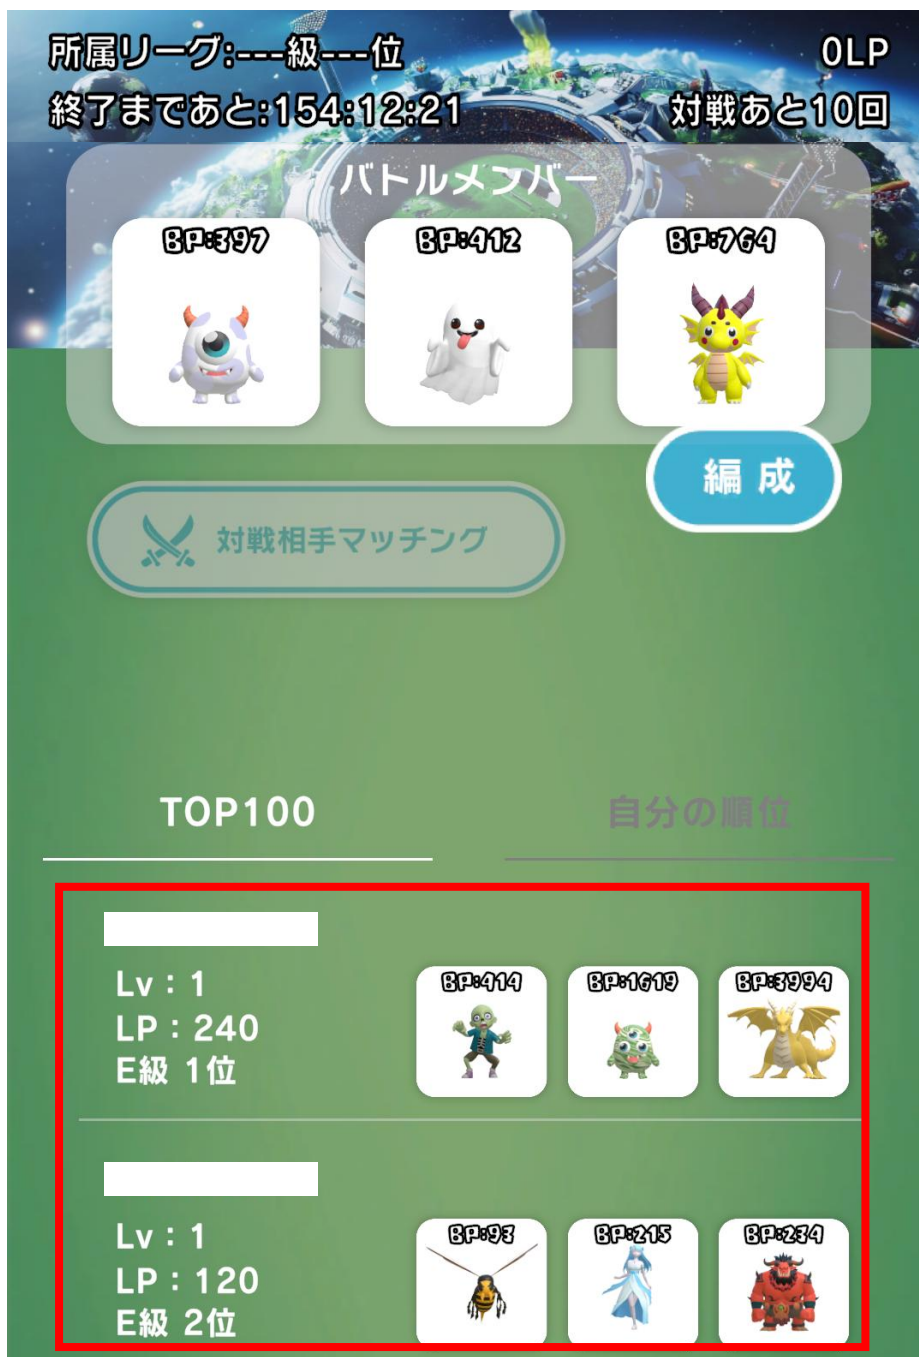 所属リーグ:---級---位
0LP
終了まであと:154:12:21
対戦あと10回
バトルメンバー
BP:397
BP:412
BP:764
編成
対戦相手マッチング
TOP100
自分の順位
Lv：1
LP：240
E級 1位
BP:414
BP:1619
BP:3994
Lv：1
LP：120
E級 2位
BP:93
BP:215
BP:234